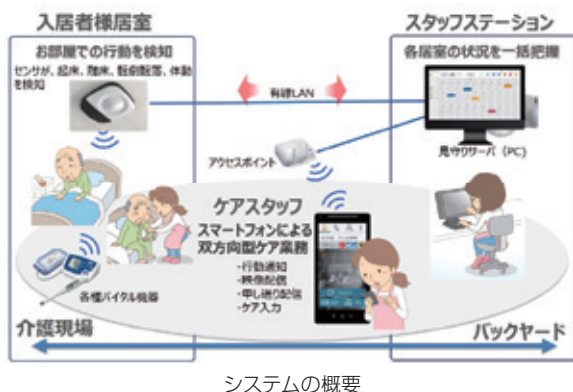 入居者様居室
お部屋での行動を検知
センサが、起床、離床、転倒転落、体動
を検知
有線LAN
アクセスポイント
スタッフステーション
各居室の状況を一括把握
見守りサーバ（PC）
ケアスタッフ
スマートフォンによる
双方向型ケア業務
・行動通知
・映像配信
・申し送り配信
・ケア入力
各種バイタル機器
介護現場
バックヤード
システムの概要